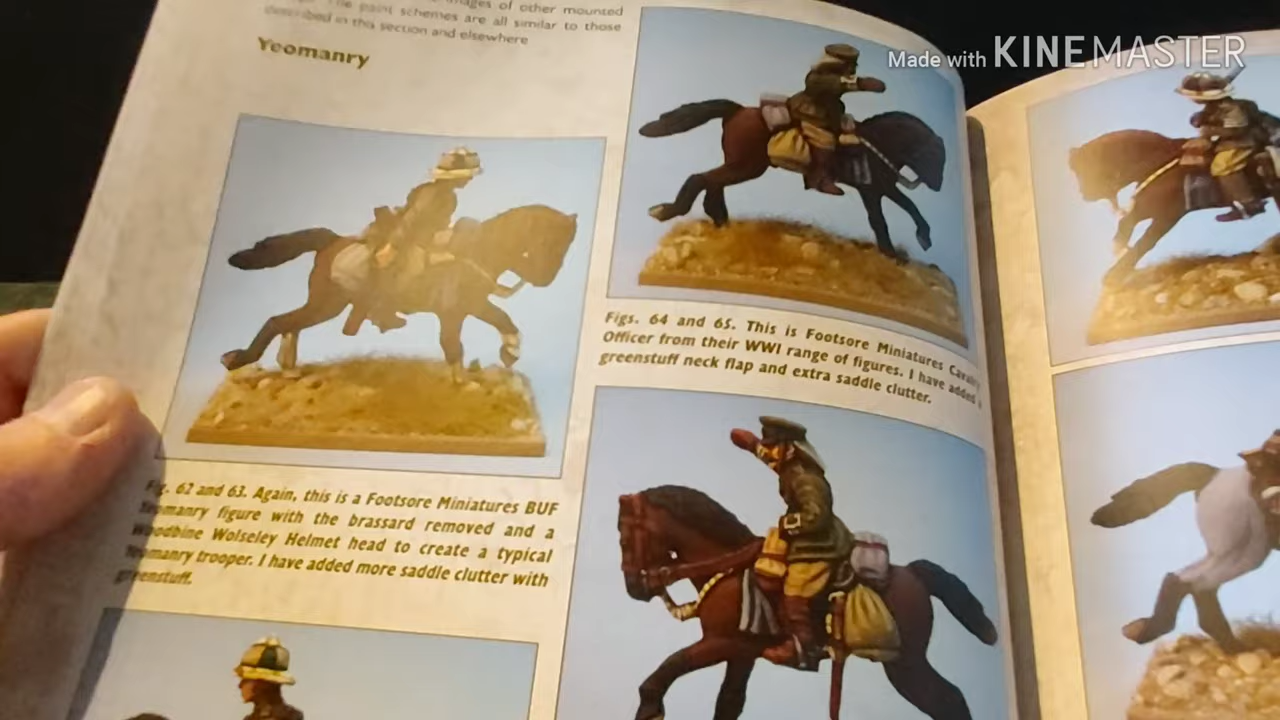 images of other mounted
The paint schemes are all similar to those
described in this section and elsewhere
Yeomanry
Made with KINEMASTER
Figs. 64 and 65. This is Footsore Miniatures Cavalry
Officer from their WWI range of figures. I have added a
greenstuff neck flap and extra saddle clutter.
Fig. 62 and 63. Again, this is a Footsore Miniatures BUF
Yeomanry figure with the brassard removed and a
Woodbine Wolseley Helmet head to create a typical
Yeomanry trooper. I have added more saddle clutter with
greenstuff.